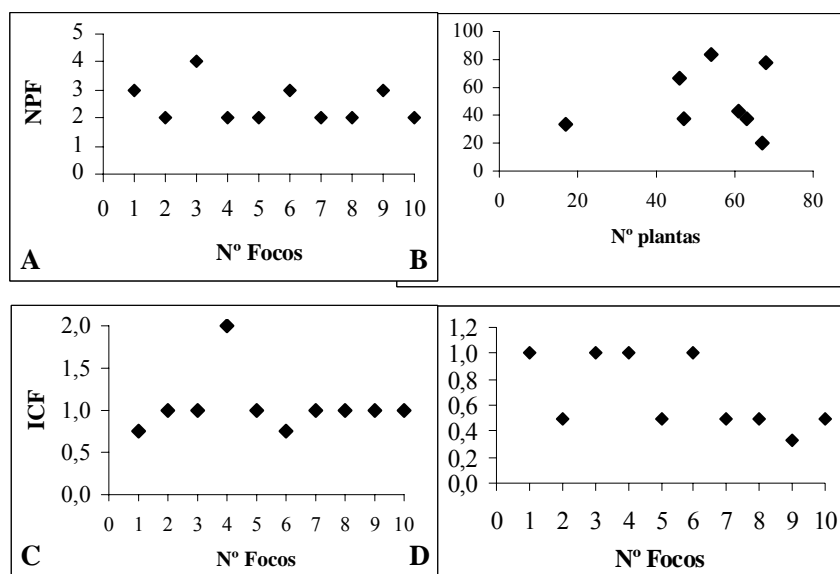 5
4
3
2
1
0
NPF
0 1 2 3 4 5 6 7 8 9 10
Nº Focos
A
100
80
60
40
20
0
0 20 40 60 80
Nº plantas
B
2,0
1,5
1,0
0,5
0,0
ICF
0 1 2 3 4 5 6 7 8 9 10
Nº Focos
C
1,2
1,0
0,8
0,6
0,4
0,2
0,0
0 1 2 3 4 5 6 7 8 9 10
Nº Focos
D